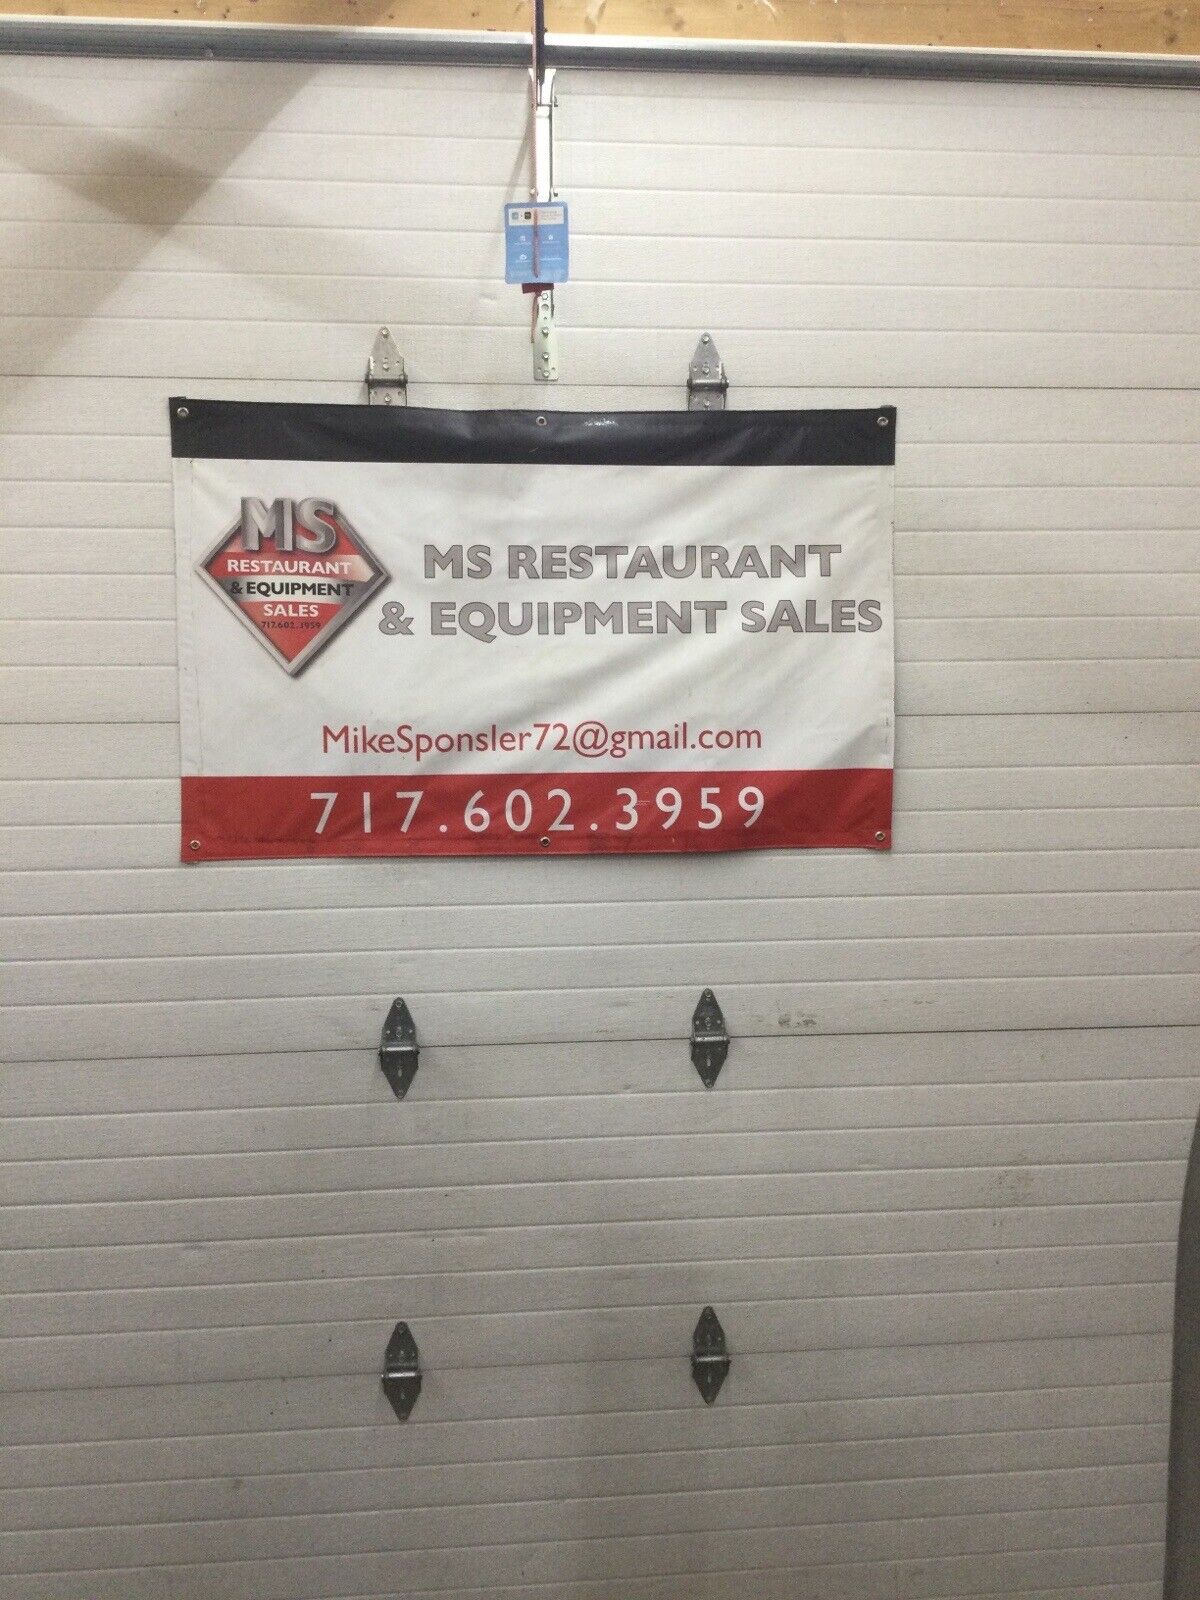 MS
RESTAURANT
& EQUIPMENT
SALES
717.602.3959
MS RESTAURANT
& EQUIPMENT SALES
MikeSponsler72@gmail.com
717.602.3959